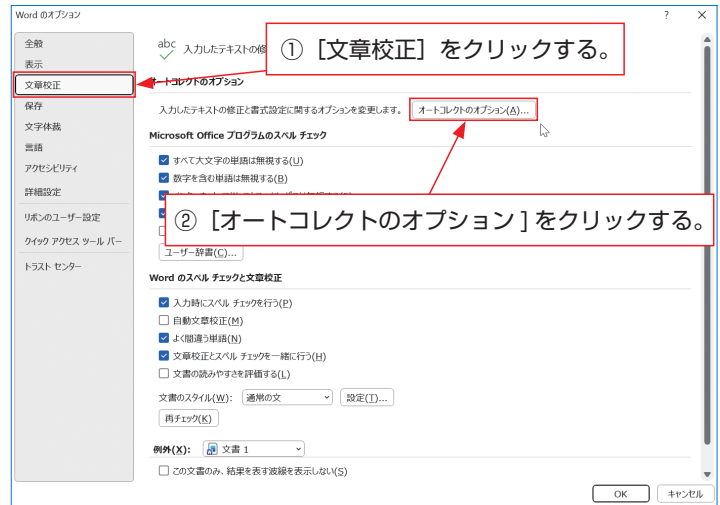 Word のオプション
? ×
全般
表示
文章校正
保存
文字体裁
言語
アクセシビリティ
詳細設定
リボンのユーザー設定
クイック アクセス ツール バー
トラスト センター
abc 入力したテキストの修
① [文章校正] をクリックする。
オートコレクトのオプション
入力したテキストの修正と書式設定に関するオプションを変更します。 オートコレクトのオプション(A)...
Microsoft Office プログラムのスペル チェック
すべて大文字の単語は無視する(U)
数字を含む単語は無視する(B)
② [オートコレクトのオプション] をクリックする。
ユーザー辞書(C)...
Word のスペル チェックと文章校正
入力時にスペル チェックを行う(P)
自動文章校正(M)
よく間違う単語(N)
文章校正とスペル チェックを一緒に行う(H)
文書の読みやすさを評価する(L)
文書のスタイル(W): 通常の文 設定(T)...
再チェック(K)
例外(X): 文書 1
この文書のみ、結果を表す波線を表示しない(S)
OK キャンセル